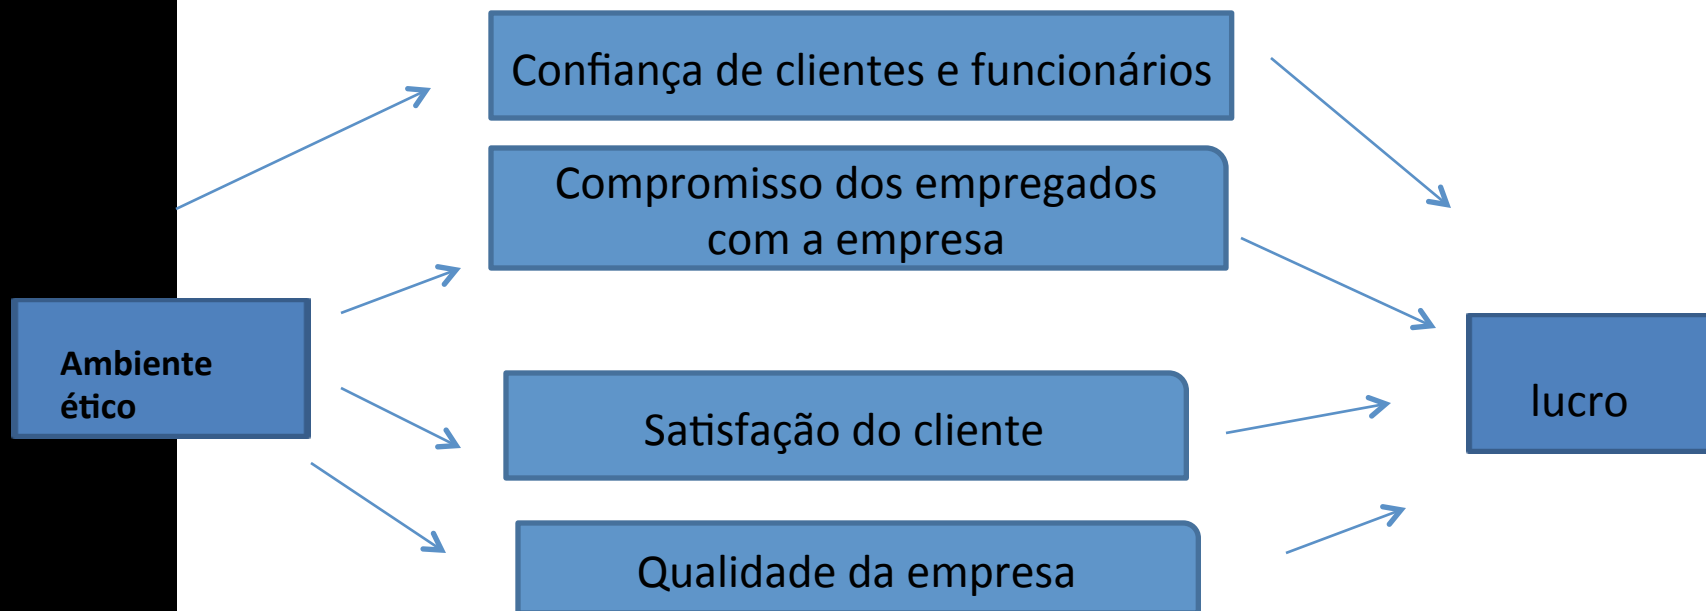 Confiança de clientes e funcionários
Compromisso dos empregados
com a empresa
Ambiente
ético
Satisfação do cliente
lucro
Qualidade da empresa